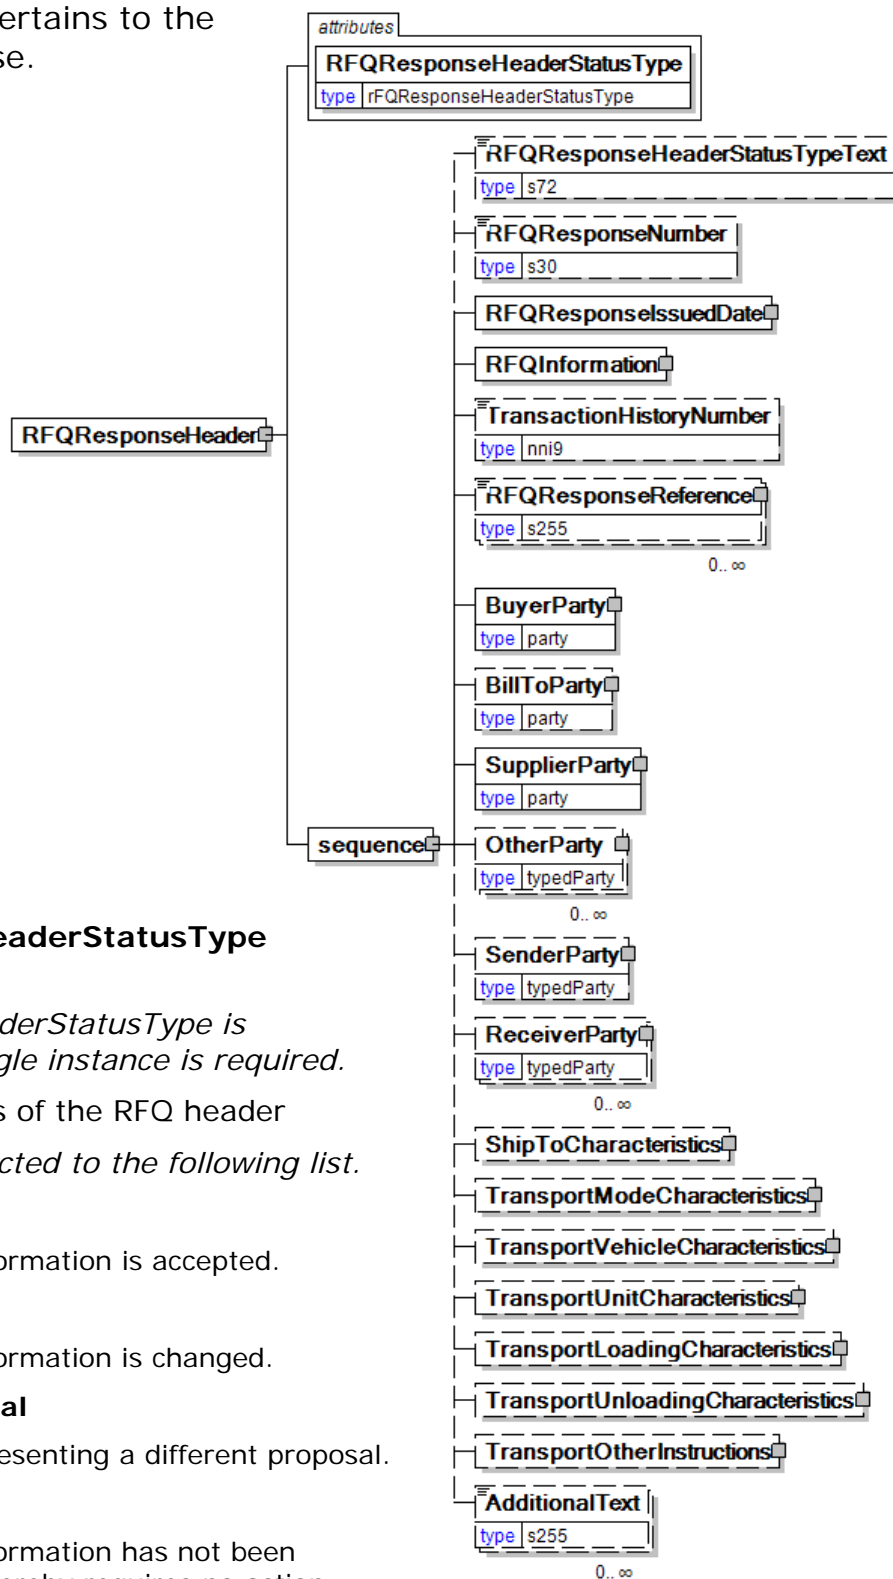 ertains to the
se.
attributes
RFQResponseHeaderStatusType
type rFQResponseHeaderStatusType
RFQResponseHeaderStatusTypeText
type s72
RFQResponseNumber
type s30
RFQResponseIssuedDate
RFQInformation
TransactionHistoryNumber
type nni9
RFQResponseHeader
RFQResponseReference
type s255
0.. ∞
BuyerParty
type party
BillToParty
type party
SupplierParty
type party
sequence
OtherParty
type typedParty
0.. ∞
SenderParty
type typedParty
ReceiverParty
type typedParty
0.. ∞
ShipToCharacteristics
TransportModeCharacteristics
TransportVehicleCharacteristics
TransportUnitCharacteristics
TransportLoadingCharacteristics
TransportUnloadingCharacteristics
TransportOtherInstructions
AdditionalText
type s255
0.. ∞
eaderStatusType
derStatusType is
gle instance is required.
s of the RFQ header
cted to the following list.
ormation is accepted.
ormation is changed.
al
esenting a different proposal.
ormation has not been
ereby requires no action